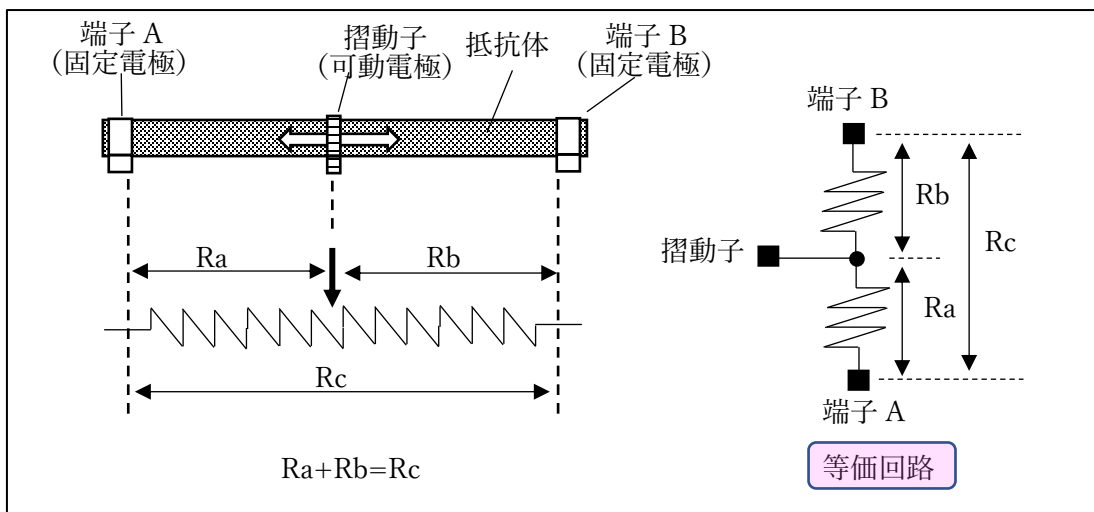 端子 A
(固定電極)
摺動子
(可動電極)
抵抗体
端子 B
(固定電極)
Ra
Rb
Rc
Ra+Rb=Rc
端子 B
Rb
Rc
摺動子
Ra
端子 A
等価回路